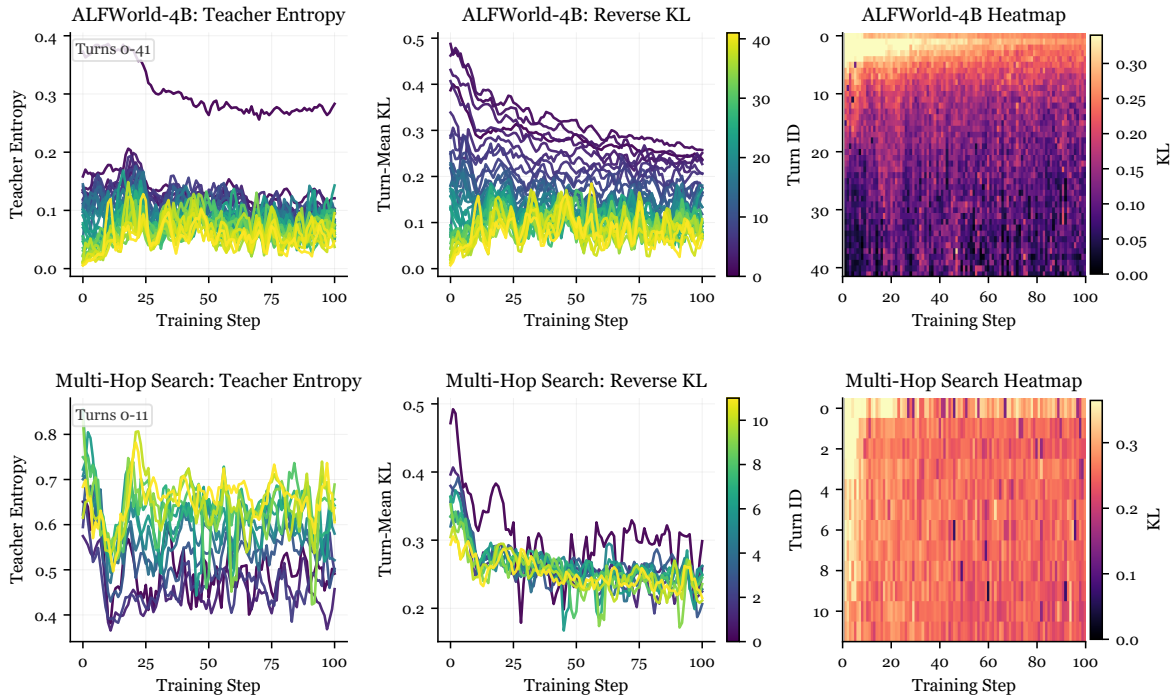 ALFWorld-4B: Teacher Entropy
Teacher Entropy
0.4
0.3
0.2
0.1
0.0
Turns 0-41
0 25 50 75 100
Training Step
ALFWorld-4B: Reverse KL
Turn-Mean KL
0.5
0.4
0.3
0.2
0.1
0.0
0 25 50 75 100
Training Step
40
30
20
10
0
ALFWorld-4B Heatmap
Turn ID
0
10
20
30
40
0 20 40 60 80 100
Training Step
0.30
0.25
0.20
0.15
0.10
0.05
0.00
KL
Multi-Hop Search: Teacher Entropy
Teacher Entropy
0.8
0.7
0.6
0.5
0.4
Turns 0-11
0 25 50 75 100
Training Step
Multi-Hop Search: Reverse KL
Turn-Mean KL
0.5
0.4
0.3
0.2
0 25 50 75 100
Training Step
10
8
6
4
2
0
Multi-Hop Search Heatmap
Turn ID
0
2
4
6
8
10
0 20 40 60 80 100
Training Step
0.3
0.2
0.1
0.0
KL